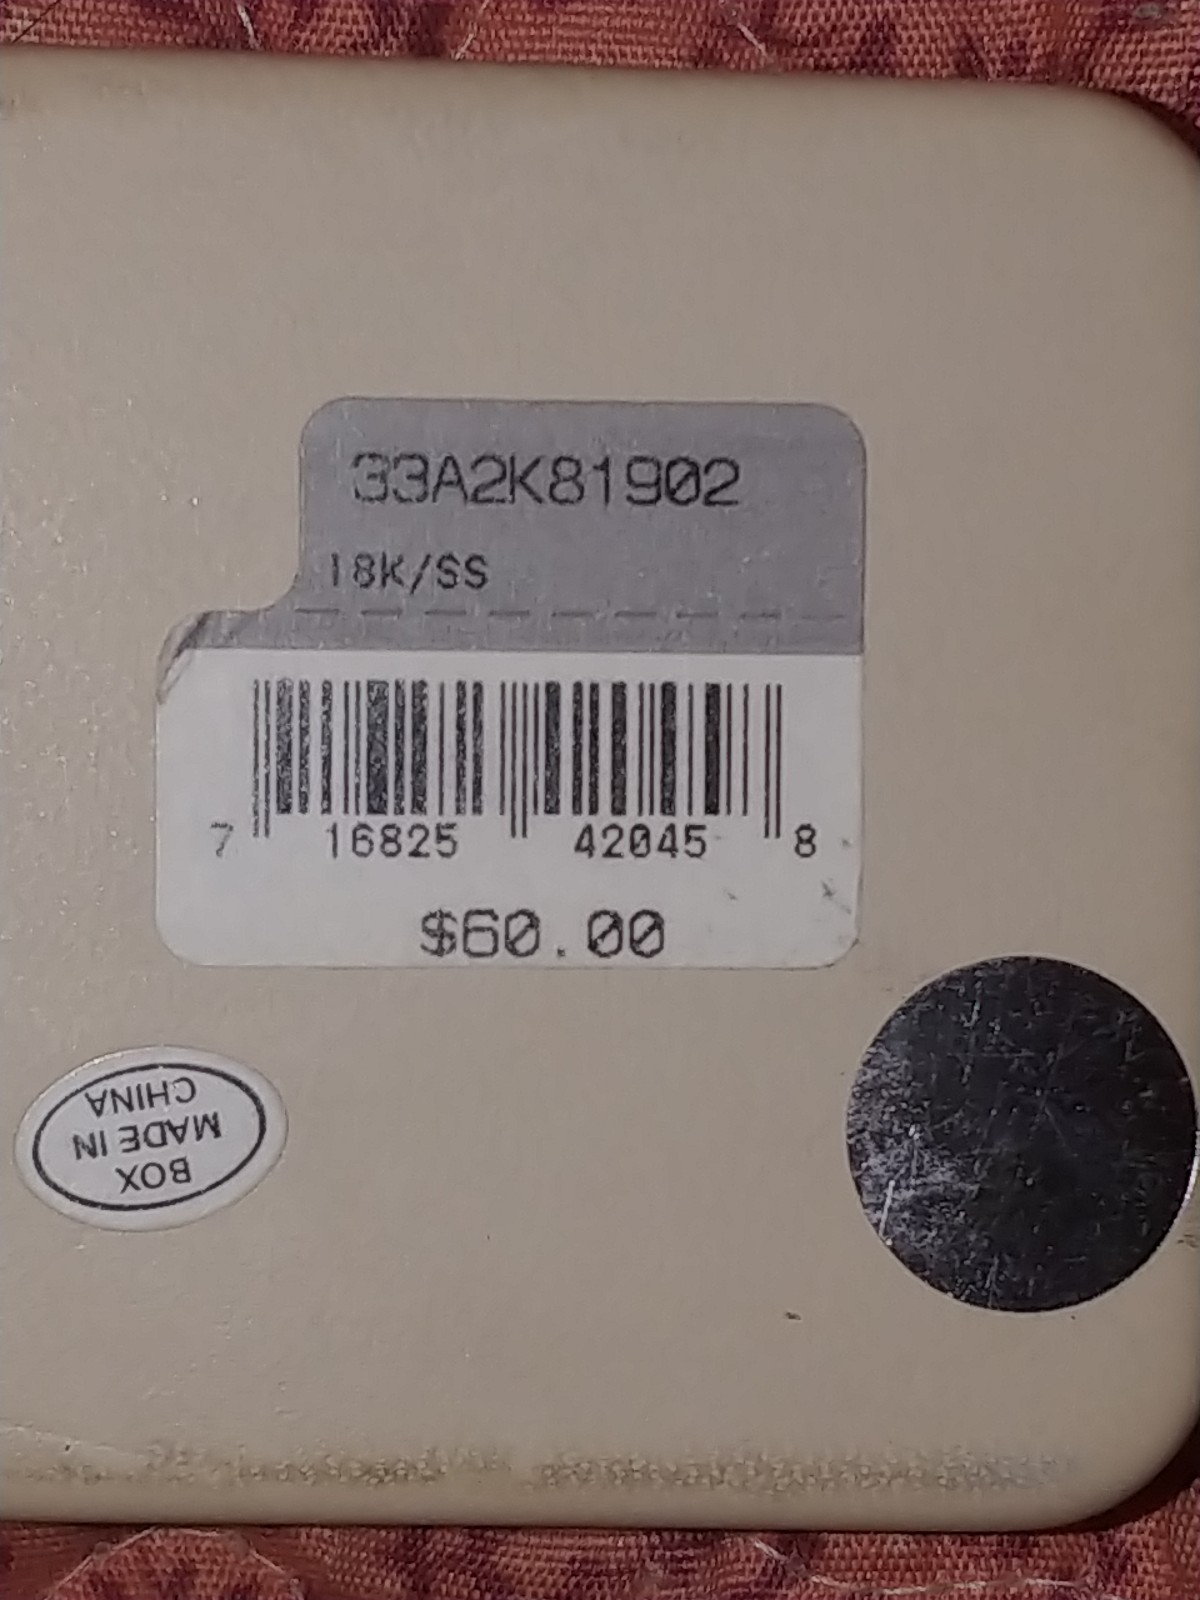 33A2K81902
18K/SS
7 16825 42045 8
$60.00
BOX
MADE IN
CHINA